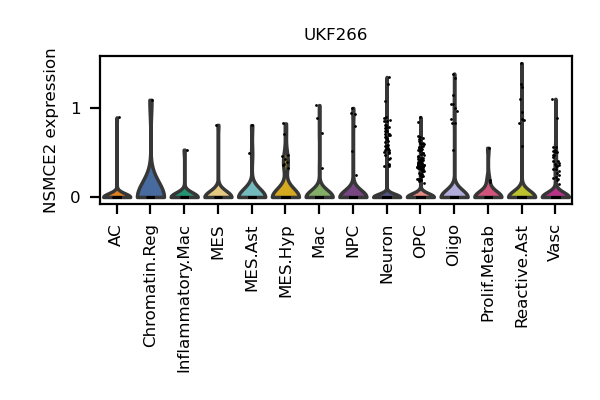 UKF266
NSMCE2 expression
1
0
AC
Chromatin.Reg
Inflammatory.Mac
MES
MES.Ast
MES.Hyp
Mac
NPC
Neuron
OPC
Oligo
Prolif.Metab
Reactive.Ast
Vasc